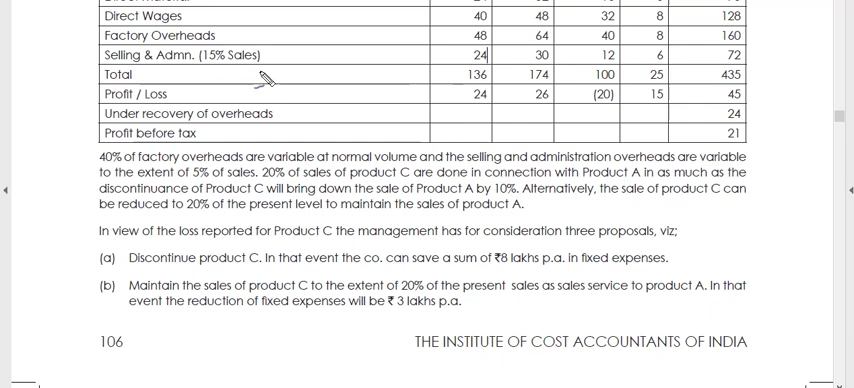 Direct Wages 40 48 32 8 128
Factory Overheads 48 64 40 8 160
Selling & Admn. (15% Sales) 24 30 12 6 72
Total 136 174 100 25 435
Profit / Loss 24 26 (20) 15 45
Under recovery of overheads 24
Profit before tax 21
40% of factory overheads are variable at normal volume and the selling and administration overheads are variable
to the extent of 5% of sales. 20% of sales of product C are done in connection with Product A in as much as the
discontinuance of Product C will bring down the sale of Product A by 10%. Alternatively, the sale of product C can
be reduced to 20% of the present level to maintain the sales of product A.
In view of the loss reported for Product C the management has for consideration three proposals, viz;
(a) Discontinue product C. In that event the co. can save a sum of ₹8 lakhs p.a. in fixed expenses.
(b) Maintain the sales of product C to the extent of 20% of the present sales as sales service to product A. In that
event the reduction of fixed expenses will be ₹ 3 lakhs p.a.
106 THE INSTITUTE OF COST ACCOUNTANTS OF INDIA